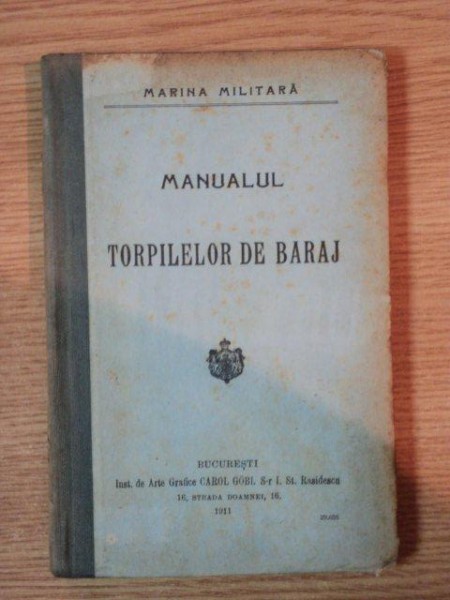 MARINA MILITARĂ
MANUALUL
TORPILELOR DE BARAJ
BUCUREȘTI
Inst. de Arte Grafice CAROL GÖBL S-r I. St. Rasidescu
16, STRADA DOAMNEI, 16.
1911